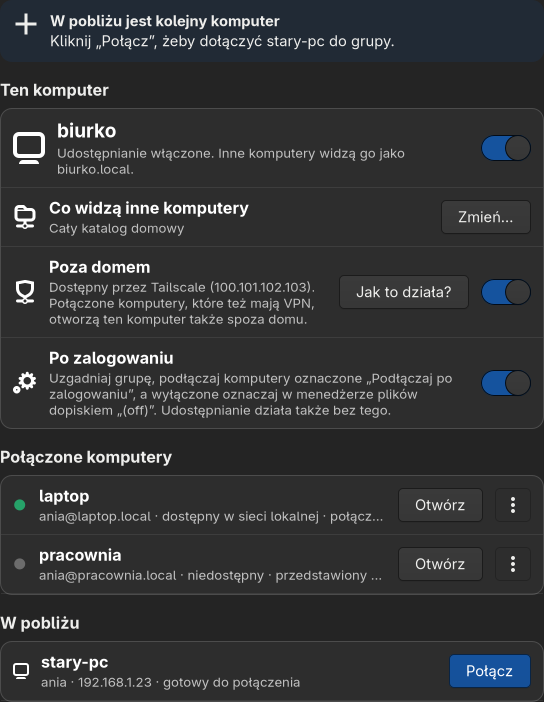 W pobliżu jest kolejny komputer
Kliknij „Połącz”, żeby dołączyć stary-pc do grupy.
Ten komputer
biurko
Udostępnianie włączone. Inne komputery widzą go jako
biurko.local.
Co widzą inne komputery
Cały katalog domowy
Zmień…
Poza domem
Dostępny przez Tailscale (100.101.102.103).
Połączone komputery, które też mają VPN,
otworzą ten komputer także spoza domu.
Jak to działa?
Po zalogowaniu
Uzgadniaj grupę, podłączaj komputery oznaczone „Podłączaj po
zalogowaniu”, a wyłączone oznaczaj w menedżerze plików
dopiskiem „(off)”. Udostępnianie działa także bez tego.
Połączone komputery
laptop
ania@laptop.local · dostępny w sieci lokalnej · połącz…
Otwórz
pracownia
ania@pracownia.local · niedostępny · przedstawiony …
Otwórz
W pobliżu
stary-pc
ania · 192.168.1.23 · gotowy do połączenia
Połącz